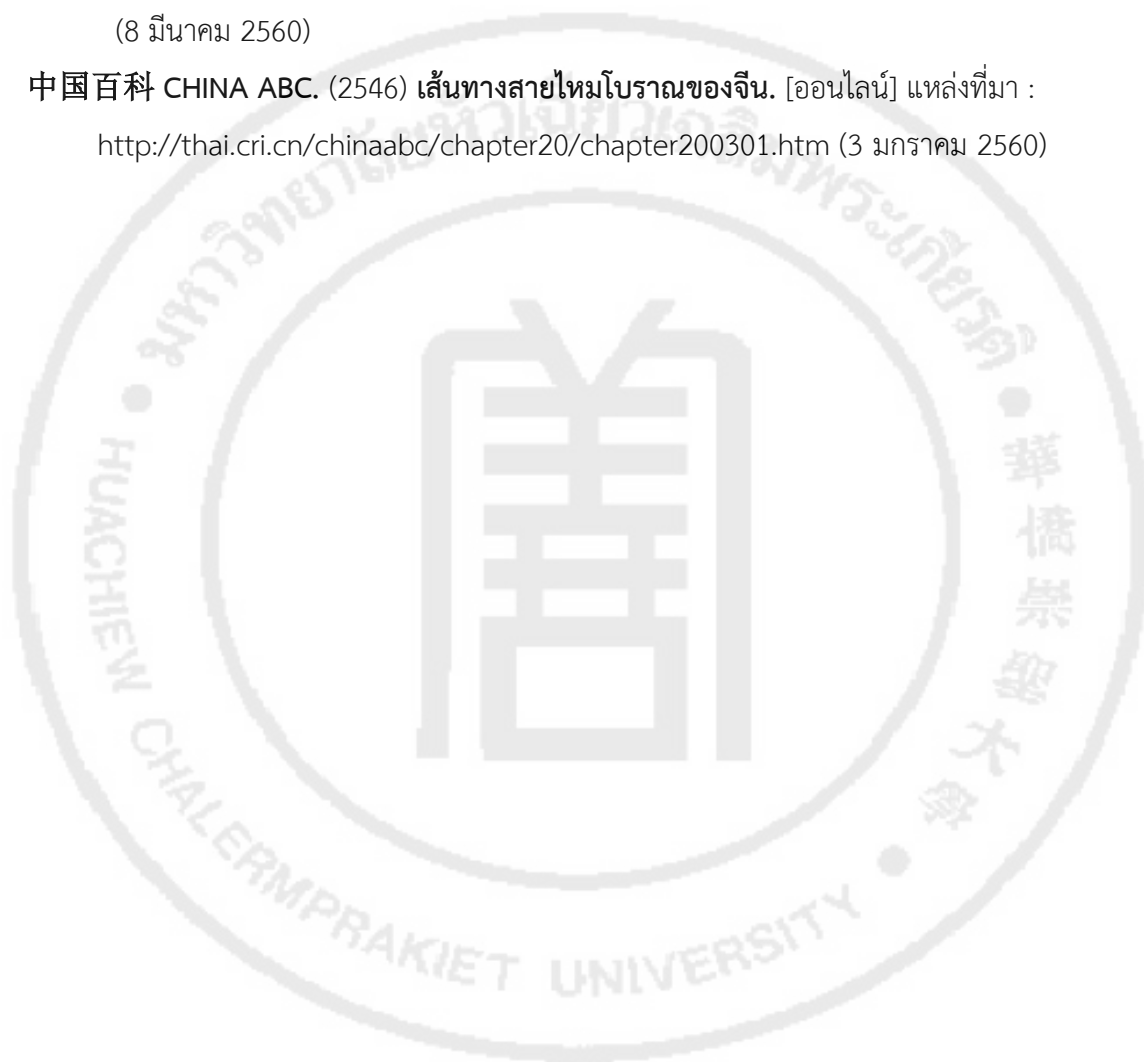 (8 มีนาคม 2560)
中国百科 CHINA ABC. (2546) เส้นทางสายไหมโบราณของจีน. [ออนไลน์] แหล่งที่มา :
http://thai.cri.cn/chinaabc/chapter20/chapter200301.htm (3 มกราคม 2560)
มหาวิทยาลัยหัวเฉียวเฉลิมพระเกียรติ
華僑崇聖大學
HUACHIEW CHALERMPRAKIET UNIVERSITY